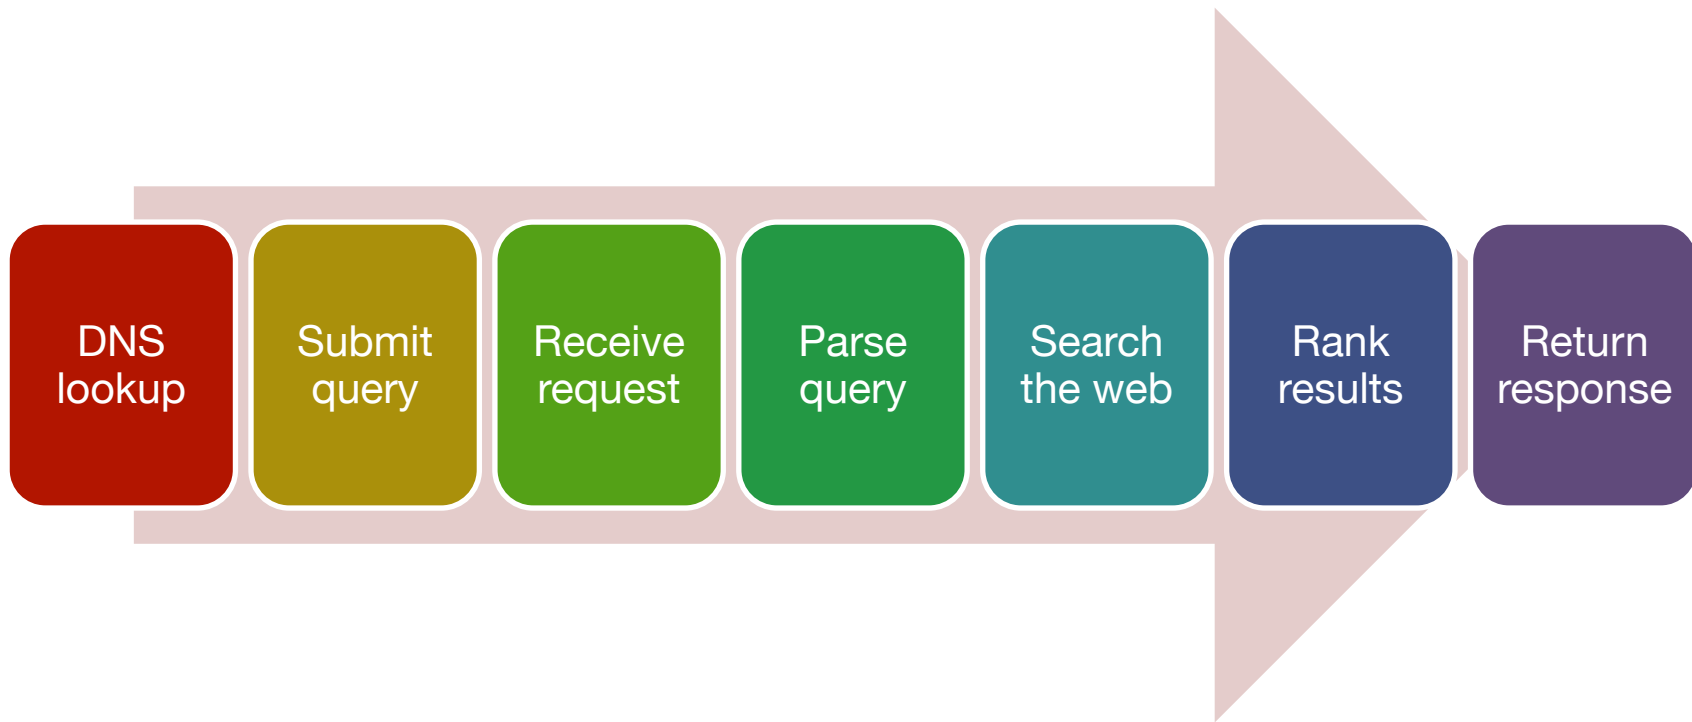 DNS
lookup
Submit
query
Receive
request
Parse
query
Search
the web
Rank
results
Return
response